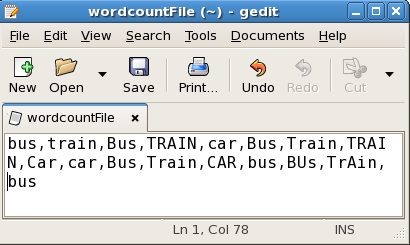 wordcountFile (~) - gedit
File Edit View Search Tools Documents Help
New Open Save Print... Undo Redo Cut
wordcountFile
bus,train,Bus,TRAIN,car,Bus,Train,TRAI
N,Car,car,Bus,Train,CAR,bus,BUs,TrAin,
bus
Ln 1, Col 78 INS